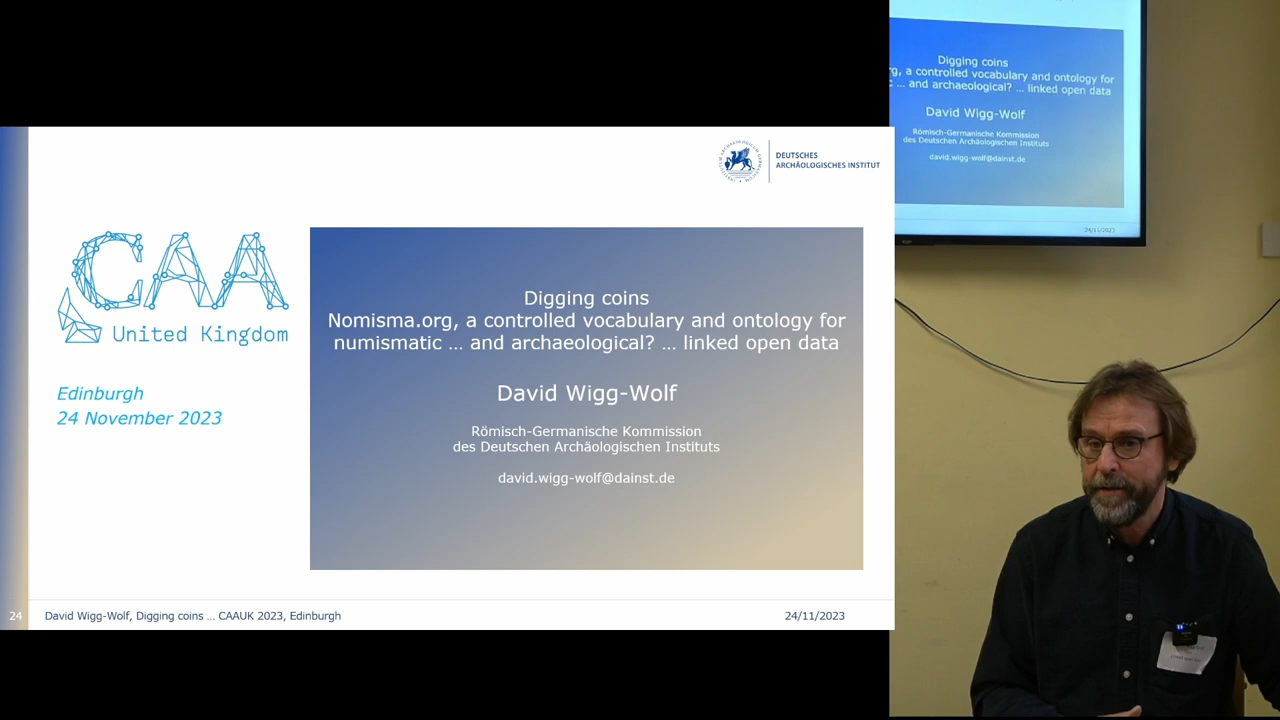 DEUTSCHES
ARCHÄOLOGISCHES INSTITUT
CAA
United Kingdom
Edinburgh
24 November 2023
Digging coins
Nomisma.org, a controlled vocabulary and ontology for
numismatic … and archaeological? … linked open data
David Wigg-Wolf
Römisch-Germanische Kommission
des Deutschen Archäologischen Instituts
david.wigg-wolf@dainst.de
24
David Wigg-Wolf, Digging coins … CAAUK 2023, Edinburgh
24/11/2023
Digging coins
a controlled vocabulary and ontology for
… and archaeological? … linked open data
David Wigg-Wolf
Römisch-Germanische Kommission
des Deutschen Archäologischen Instituts
david.wigg-wolf@dainst.de
24/11/2023